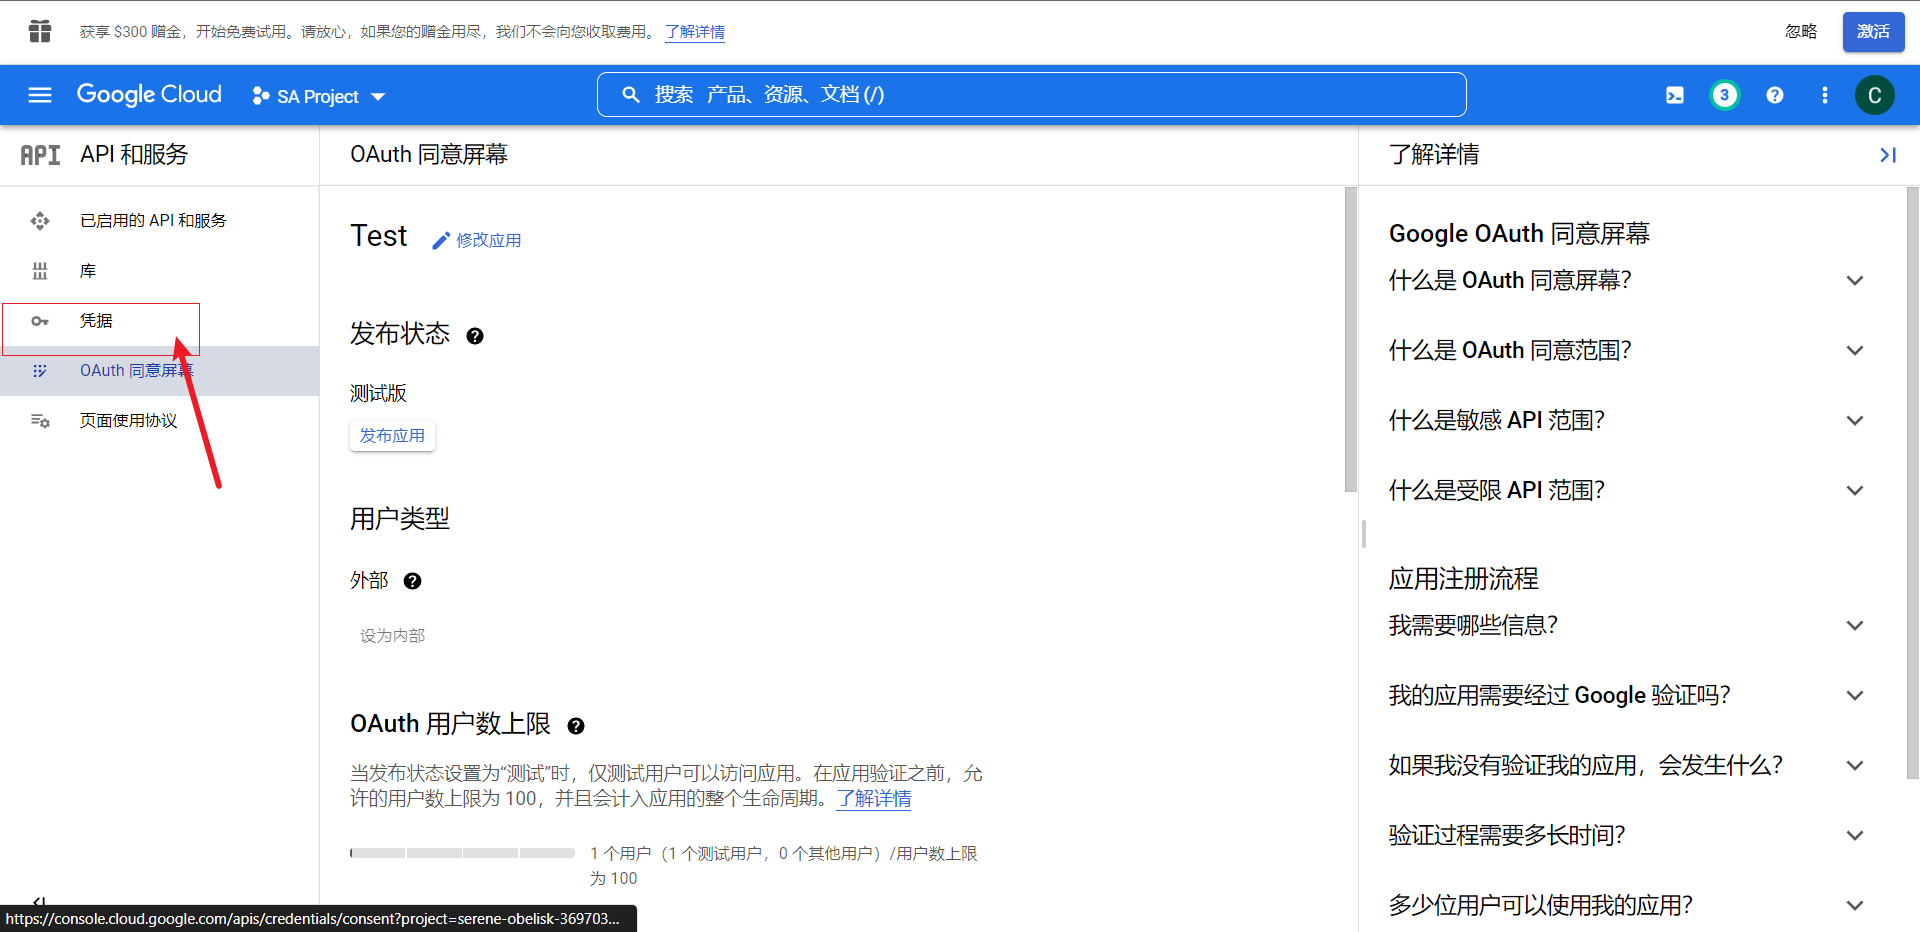 获享 $300 赠金，开始免费试用。请放心，如果您的赠金用尽，我们不会向您收取费用。 了解详情
忽略
激活
Google Cloud
SA Project
搜索 产品、资源、文档 (/)
3
C
API API 和服务
已启用的 API 和服务
库
凭据
OAuth 同意屏幕
页面使用协议
OAuth 同意屏幕
Test
修改应用
发布状态
测试版
发布应用
用户类型
外部
设为内部
OAuth 用户数上限
当发布状态设置为“测试”时，仅测试用户可以访问应用。在应用验证之前，允
许的用户数上限为 100，并且会计入应用的整个生命周期。 了解详情
1 个用户（1 个测试用户，0 个其他用户）/用户数上限
为 100
了解详情
Google OAuth 同意屏幕
什么是 OAuth 同意屏幕？
什么是 OAuth 同意范围？
什么是敏感 API 范围？
什么是受限 API 范围？
应用注册流程
我需要哪些信息？
我的应用需要经过 Google 验证吗？
如果我没有验证我的应用，会发生什么？
验证过程需要多长时间？
多少位用户可以使用我的应用？
https://console.cloud.google.com/apis/credentials/consent?project=serene-obelisk-369703...